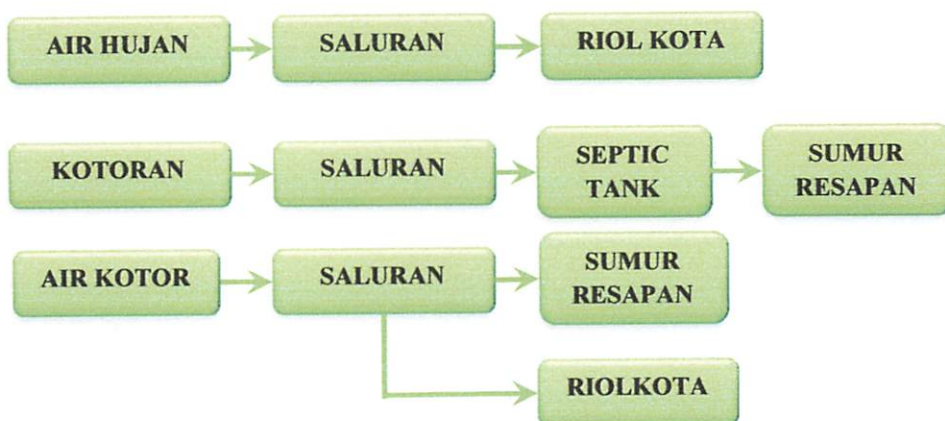 AIR HUJAN
SALURAN
RIOL KOTA
KOTORAN
SALURAN
SEPTIC
TANK
SUMUR
RESAPAN
AIR KOTOR
SALURAN
SUMUR
RESAPAN
RIOLKOTA